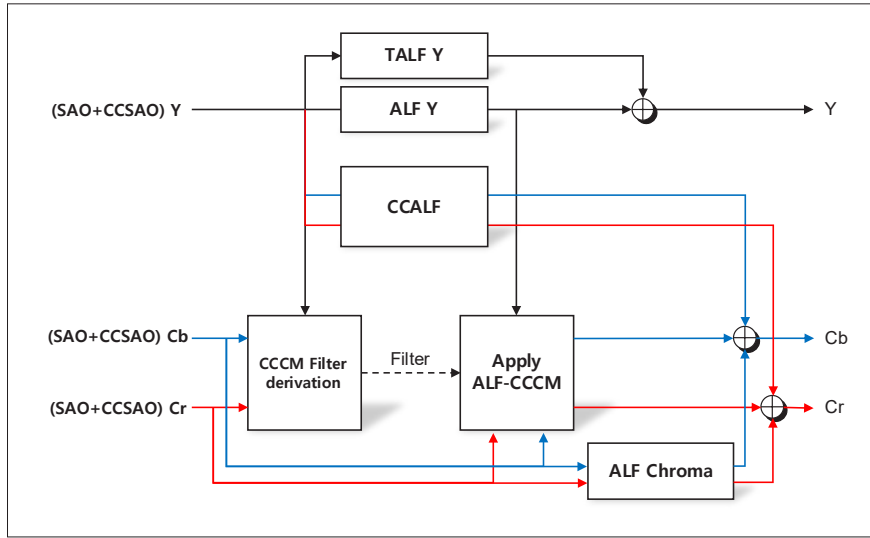 TALF Y
(SAO+CCSAO) Y
ALF Y
Y
CCALF
(SAO+CCSAO) Cb
CCCM Filter
derivation
Filter
Apply
ALF-CCCM
Cb
(SAO+CCSAO) Cr
Cr
ALF Chroma